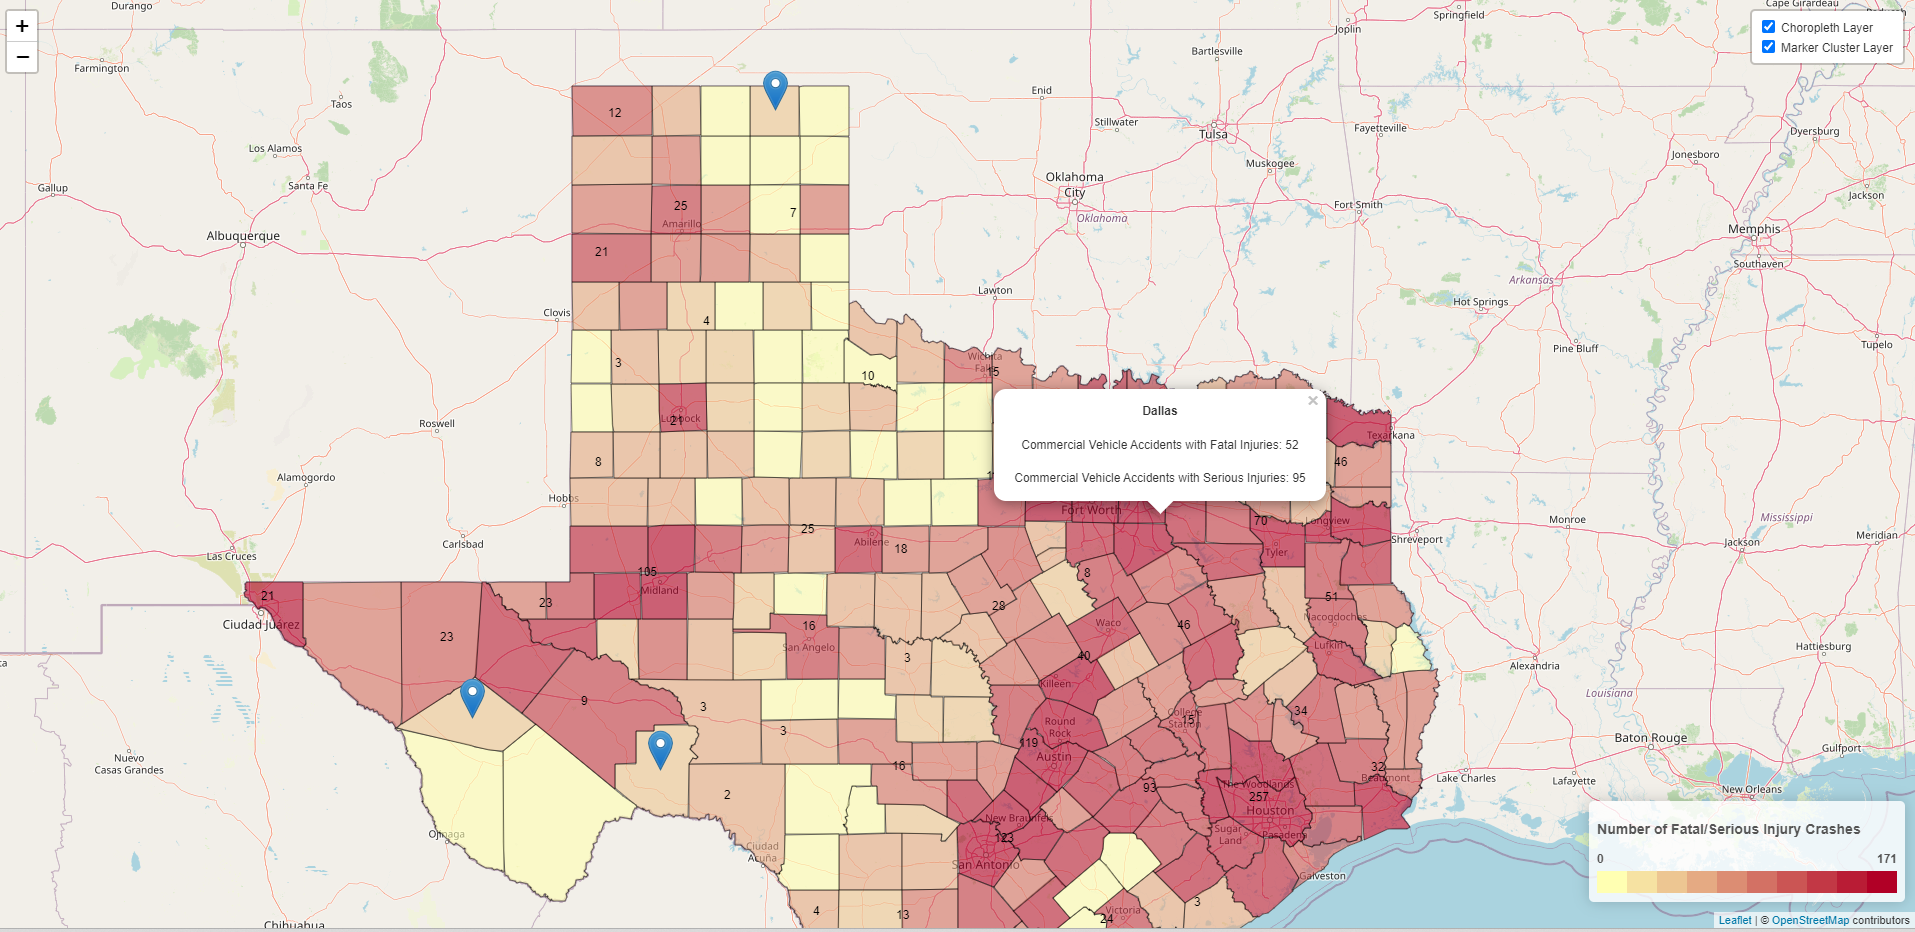 Durango
Springfield
Cape Girardeau
+
−
Choropleth Layer
Marker Cluster Layer
Joplin
Bartlesville
Farmington
Taos
Enid
Stillwater
Tulsa
Fayetteville
Dyersburg
Jonesboro
12
Los Alamos
Santa Fe
Gallup
Muskogee
Oklahoma
City
Oklahoma
Fort Smith
Jackson
25
Amarillo
7
Albuquerque
21
Memphis
Southaven
Arkansas
Lawton
Hot Springs
Clovis
4
Pine Bluff
Tupelo
3
10
Wichita
15
Dallas
×
Commercial Vehicle Accidents with Fatal Injuries: 52
Commercial Vehicle Accidents with Serious Injuries: 95
Roswell
Lubbock
21
Texarkana
8
46
Alamogordo
Hobbs
Fort Worth
70
Longview
Monroe
Mississippi
Meridian
Jackson
Shreveport
25
Abilene
18
Tyler
Carlsbad
Las Cruces
105
Midland
8
21
23
28
51
Nacogdoches
Ciudad Juárez
23
16
San Angelo
Waco
46
Lufkin
Hattiesburg
3
40
Killeen
Alexandria
Louisiana
9
3
3
College
Station
15
34
Round
Rock
119
Austin
Baton Rouge
Gulfport
Nuevo
Casas Grandes
16
32
Beaumont
Lake Charles
Lafayette
New Orleans
2
93
The Woodlands
257
Houston
New Braunfels
Sugar
Land
Pasadena
Ojinaga
Ciudad
Acuña
123
San Antonio
Galveston
Number of Fatal/Serious Injury Crashes
0
171
4
13
Victoria
24
3
Chihuahua
Leaflet | © OpenStreetMap contributors